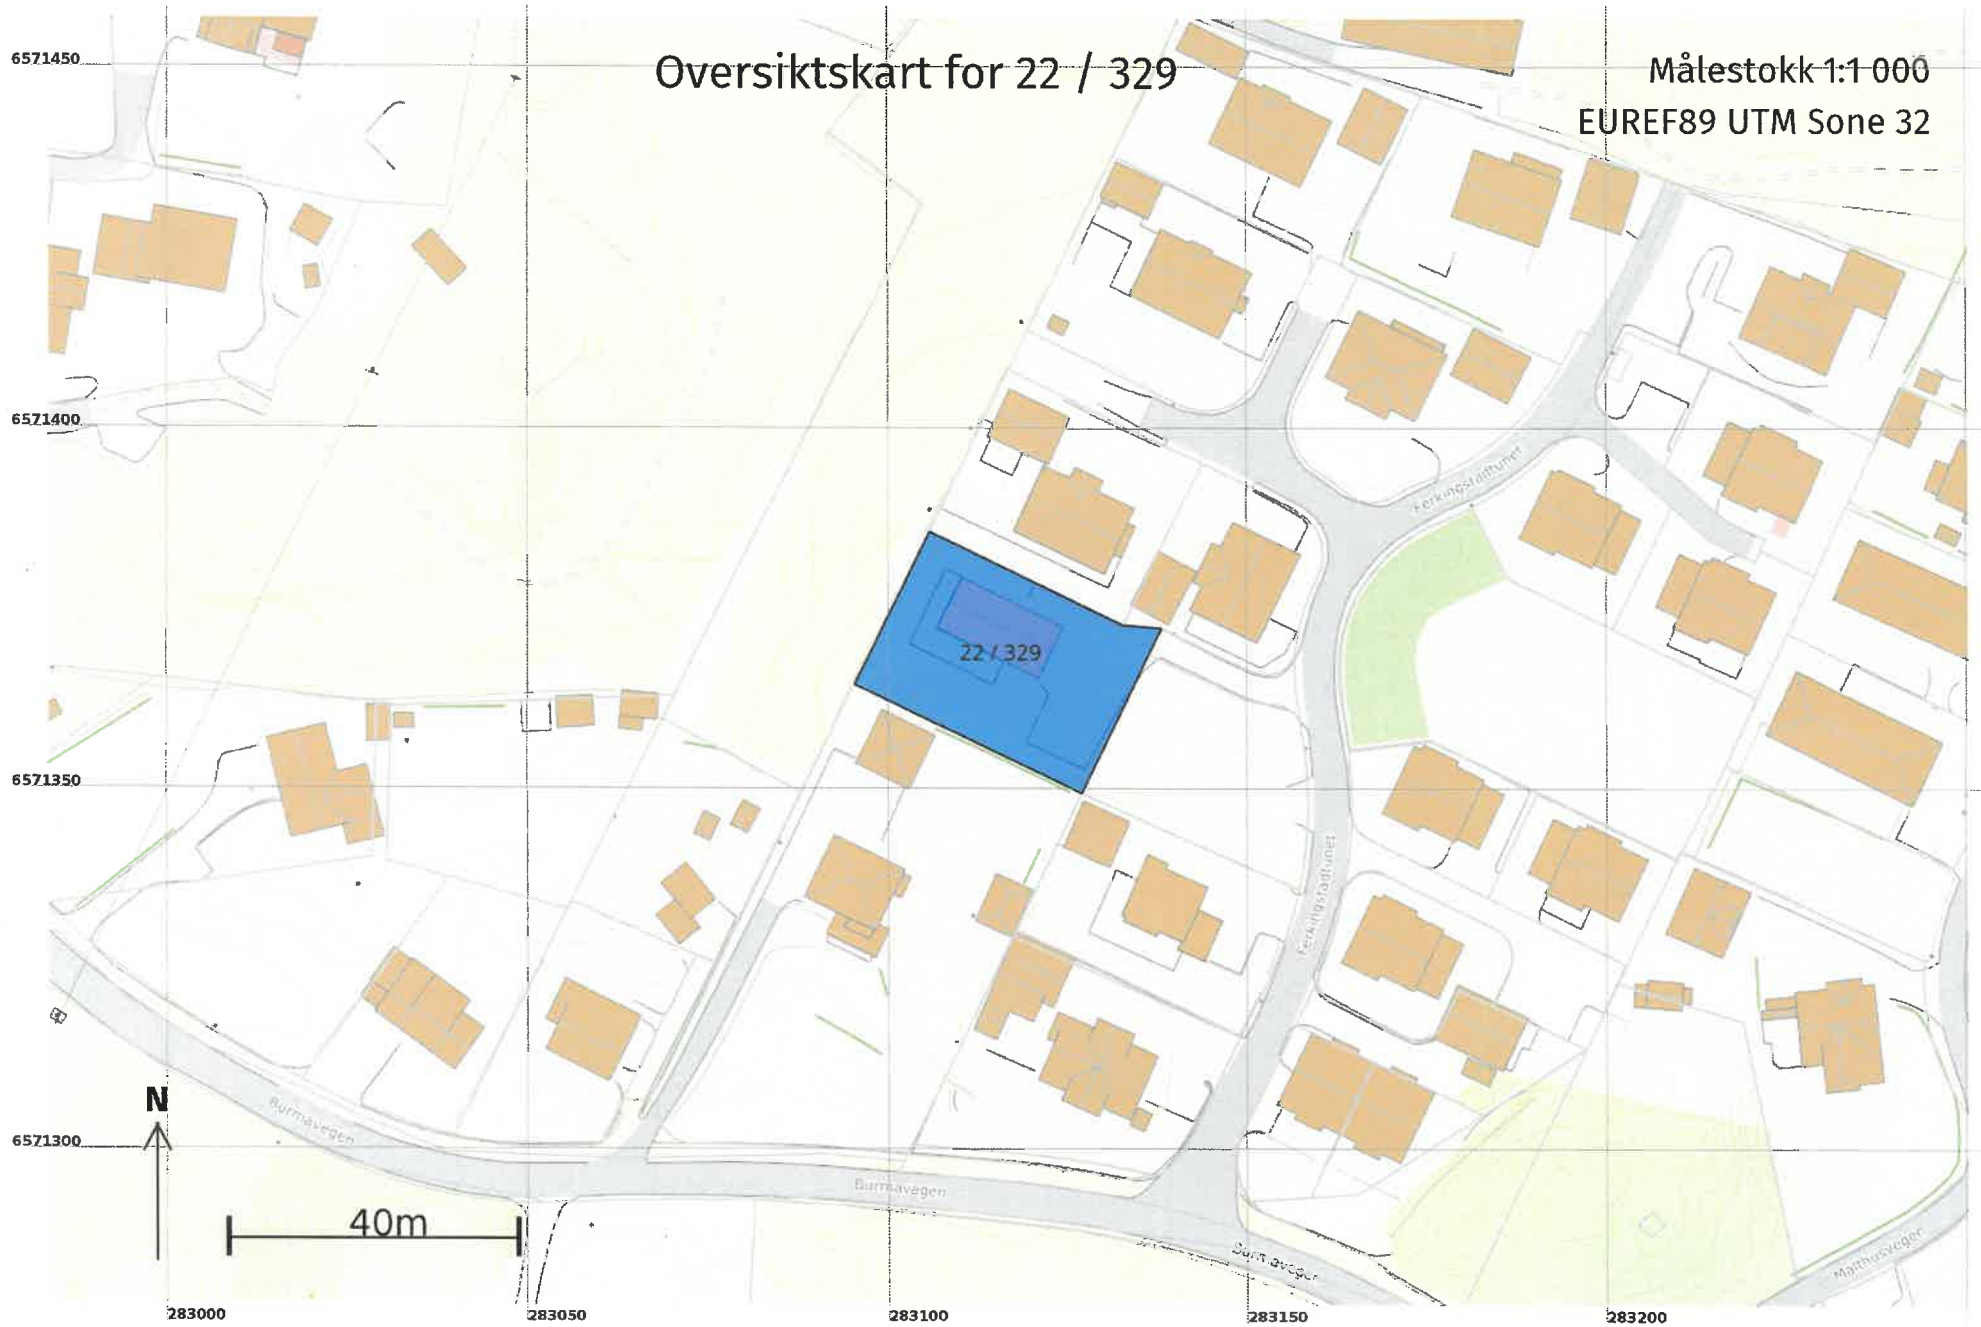 Oversiktskart for 22 / 329
Målestokk 1:1 000
EUREF89 UTM Sone 32
6571450
6571400
6571350
6571300
22 / 329
Ferkingstadtunet
Ferkingstadtunet
Burmavegen
Burmavegen
Burmavegen
Malthusvegen
N
40m
283000
283050
283100
283150
283200